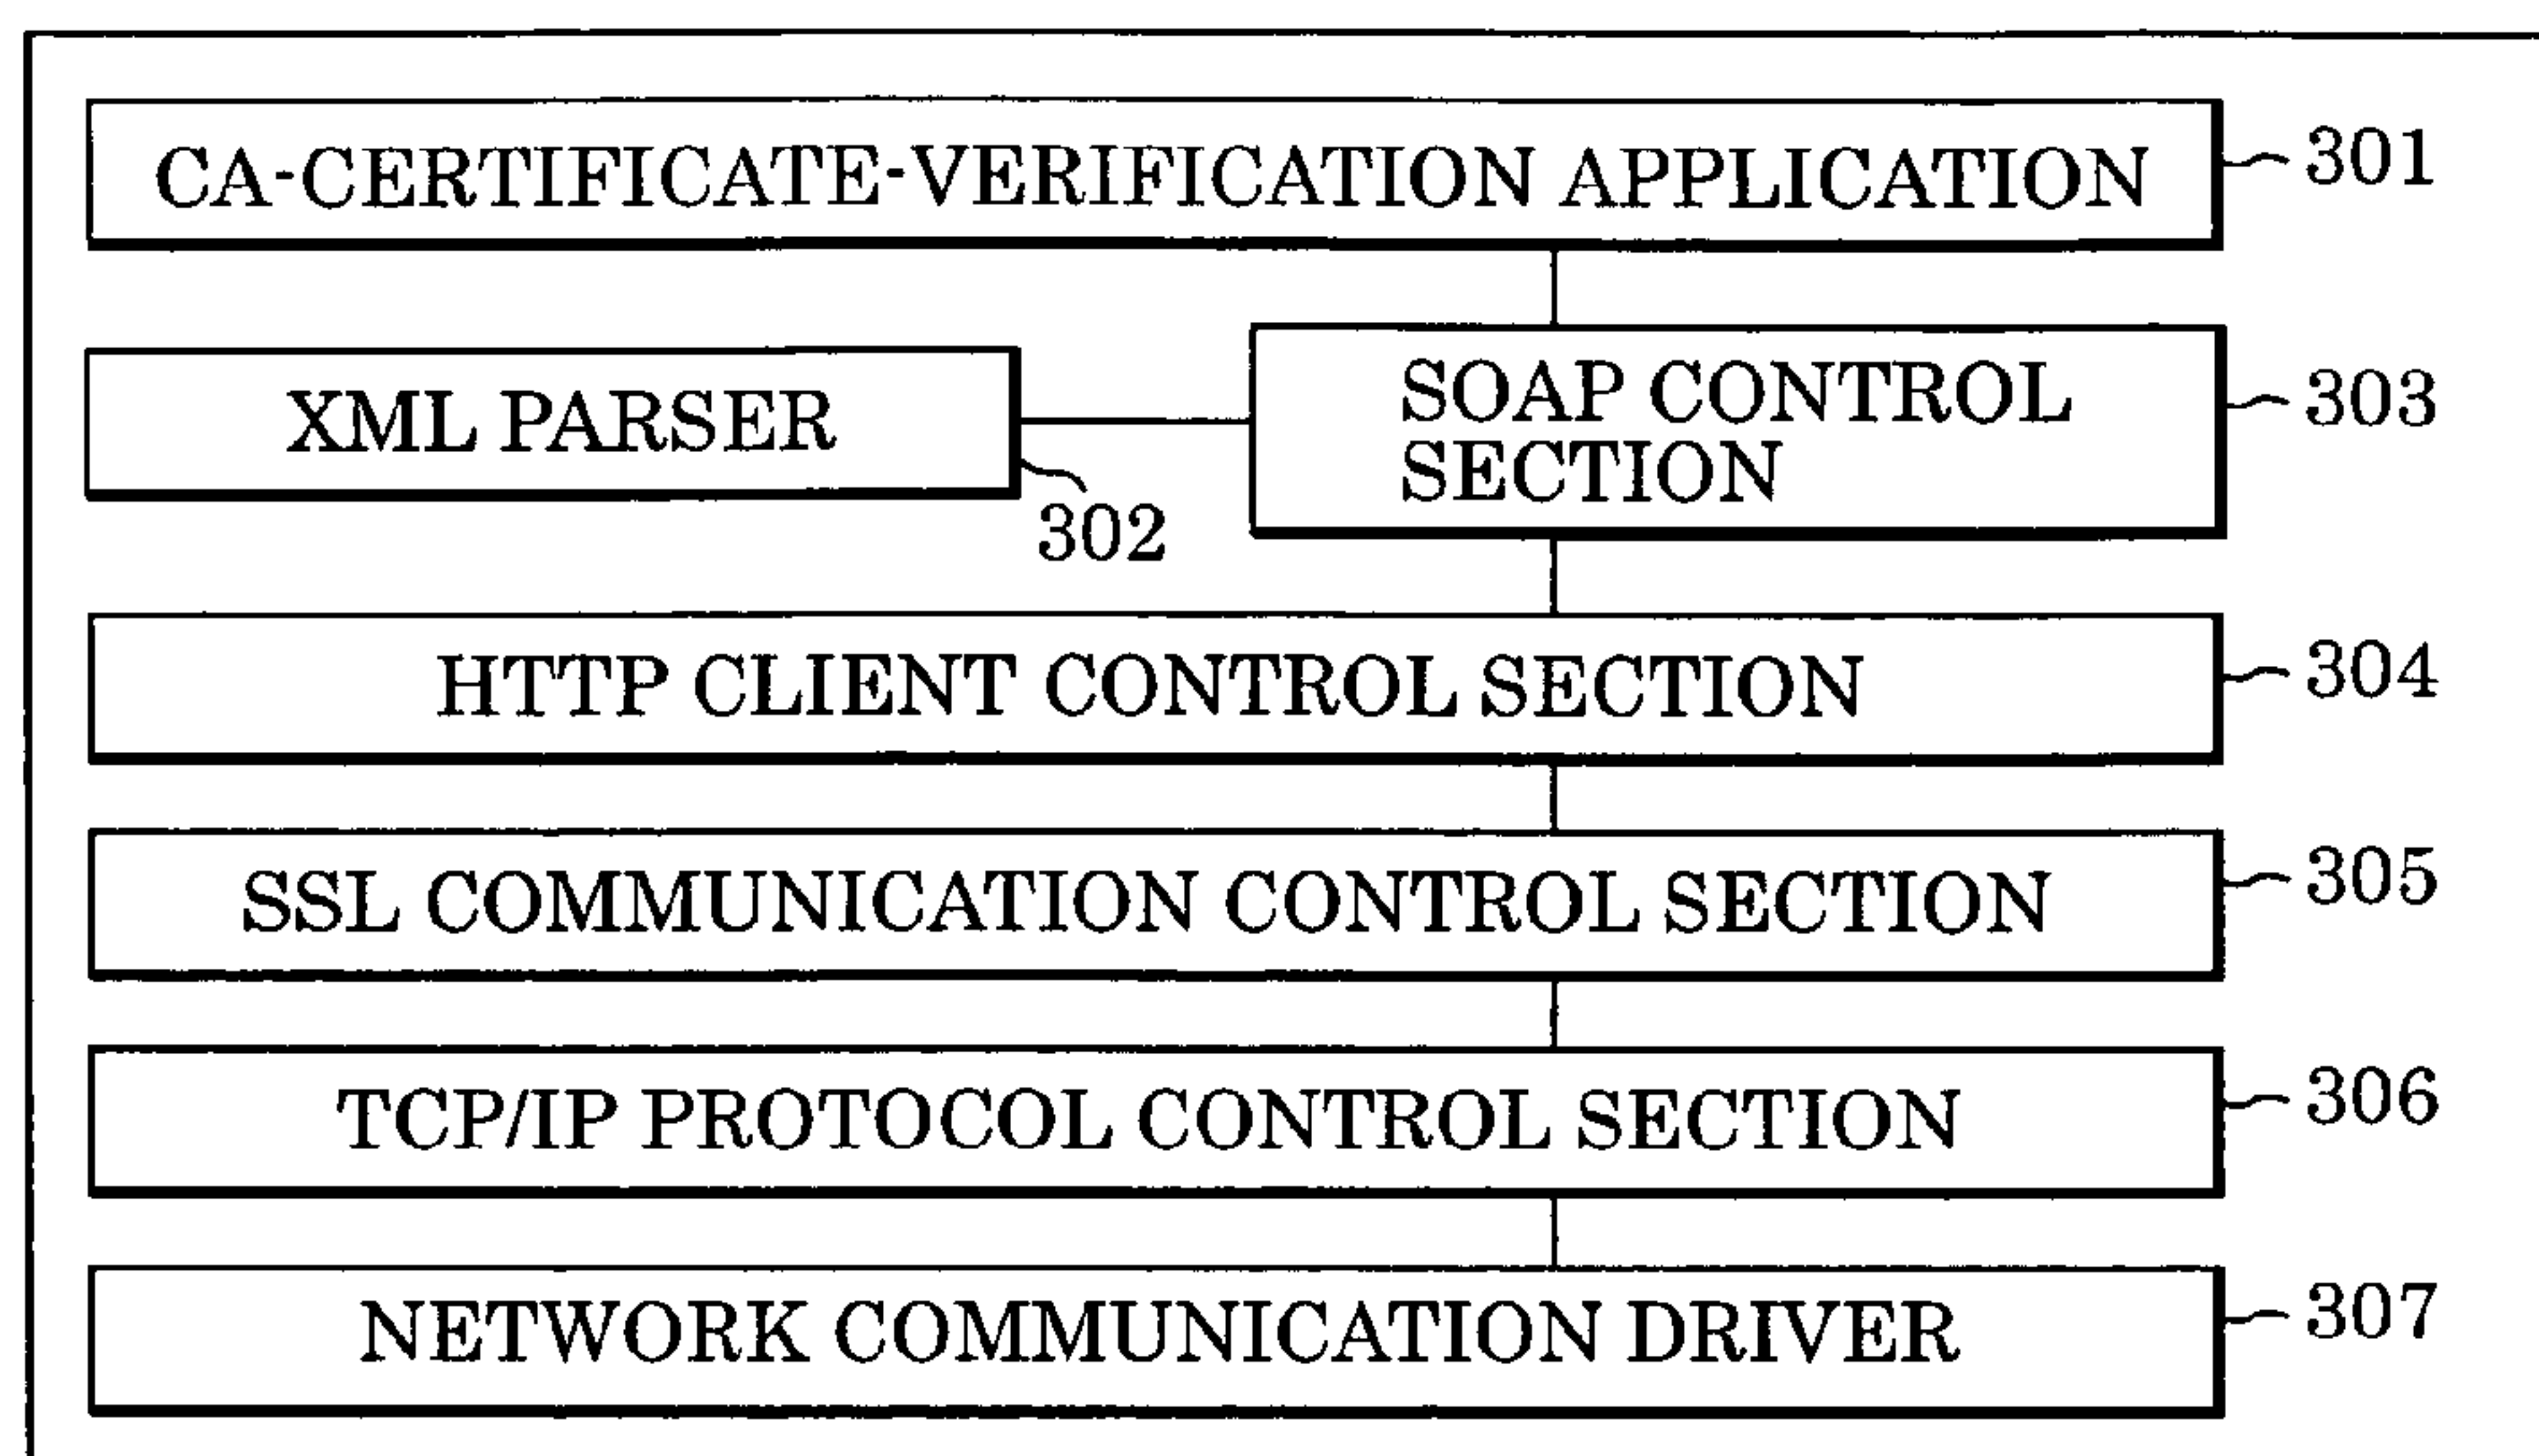 CA-CERTIFICATE-VERIFICATION APPLICATION
301
XML PARSER
302
SOAP CONTROL
SECTION
303
HTTP CLIENT CONTROL SECTION
304
SSL COMMUNICATION CONTROL SECTION
305
TCP/IP PROTOCOL CONTROL SECTION
306
NETWORK COMMUNICATION DRIVER
307